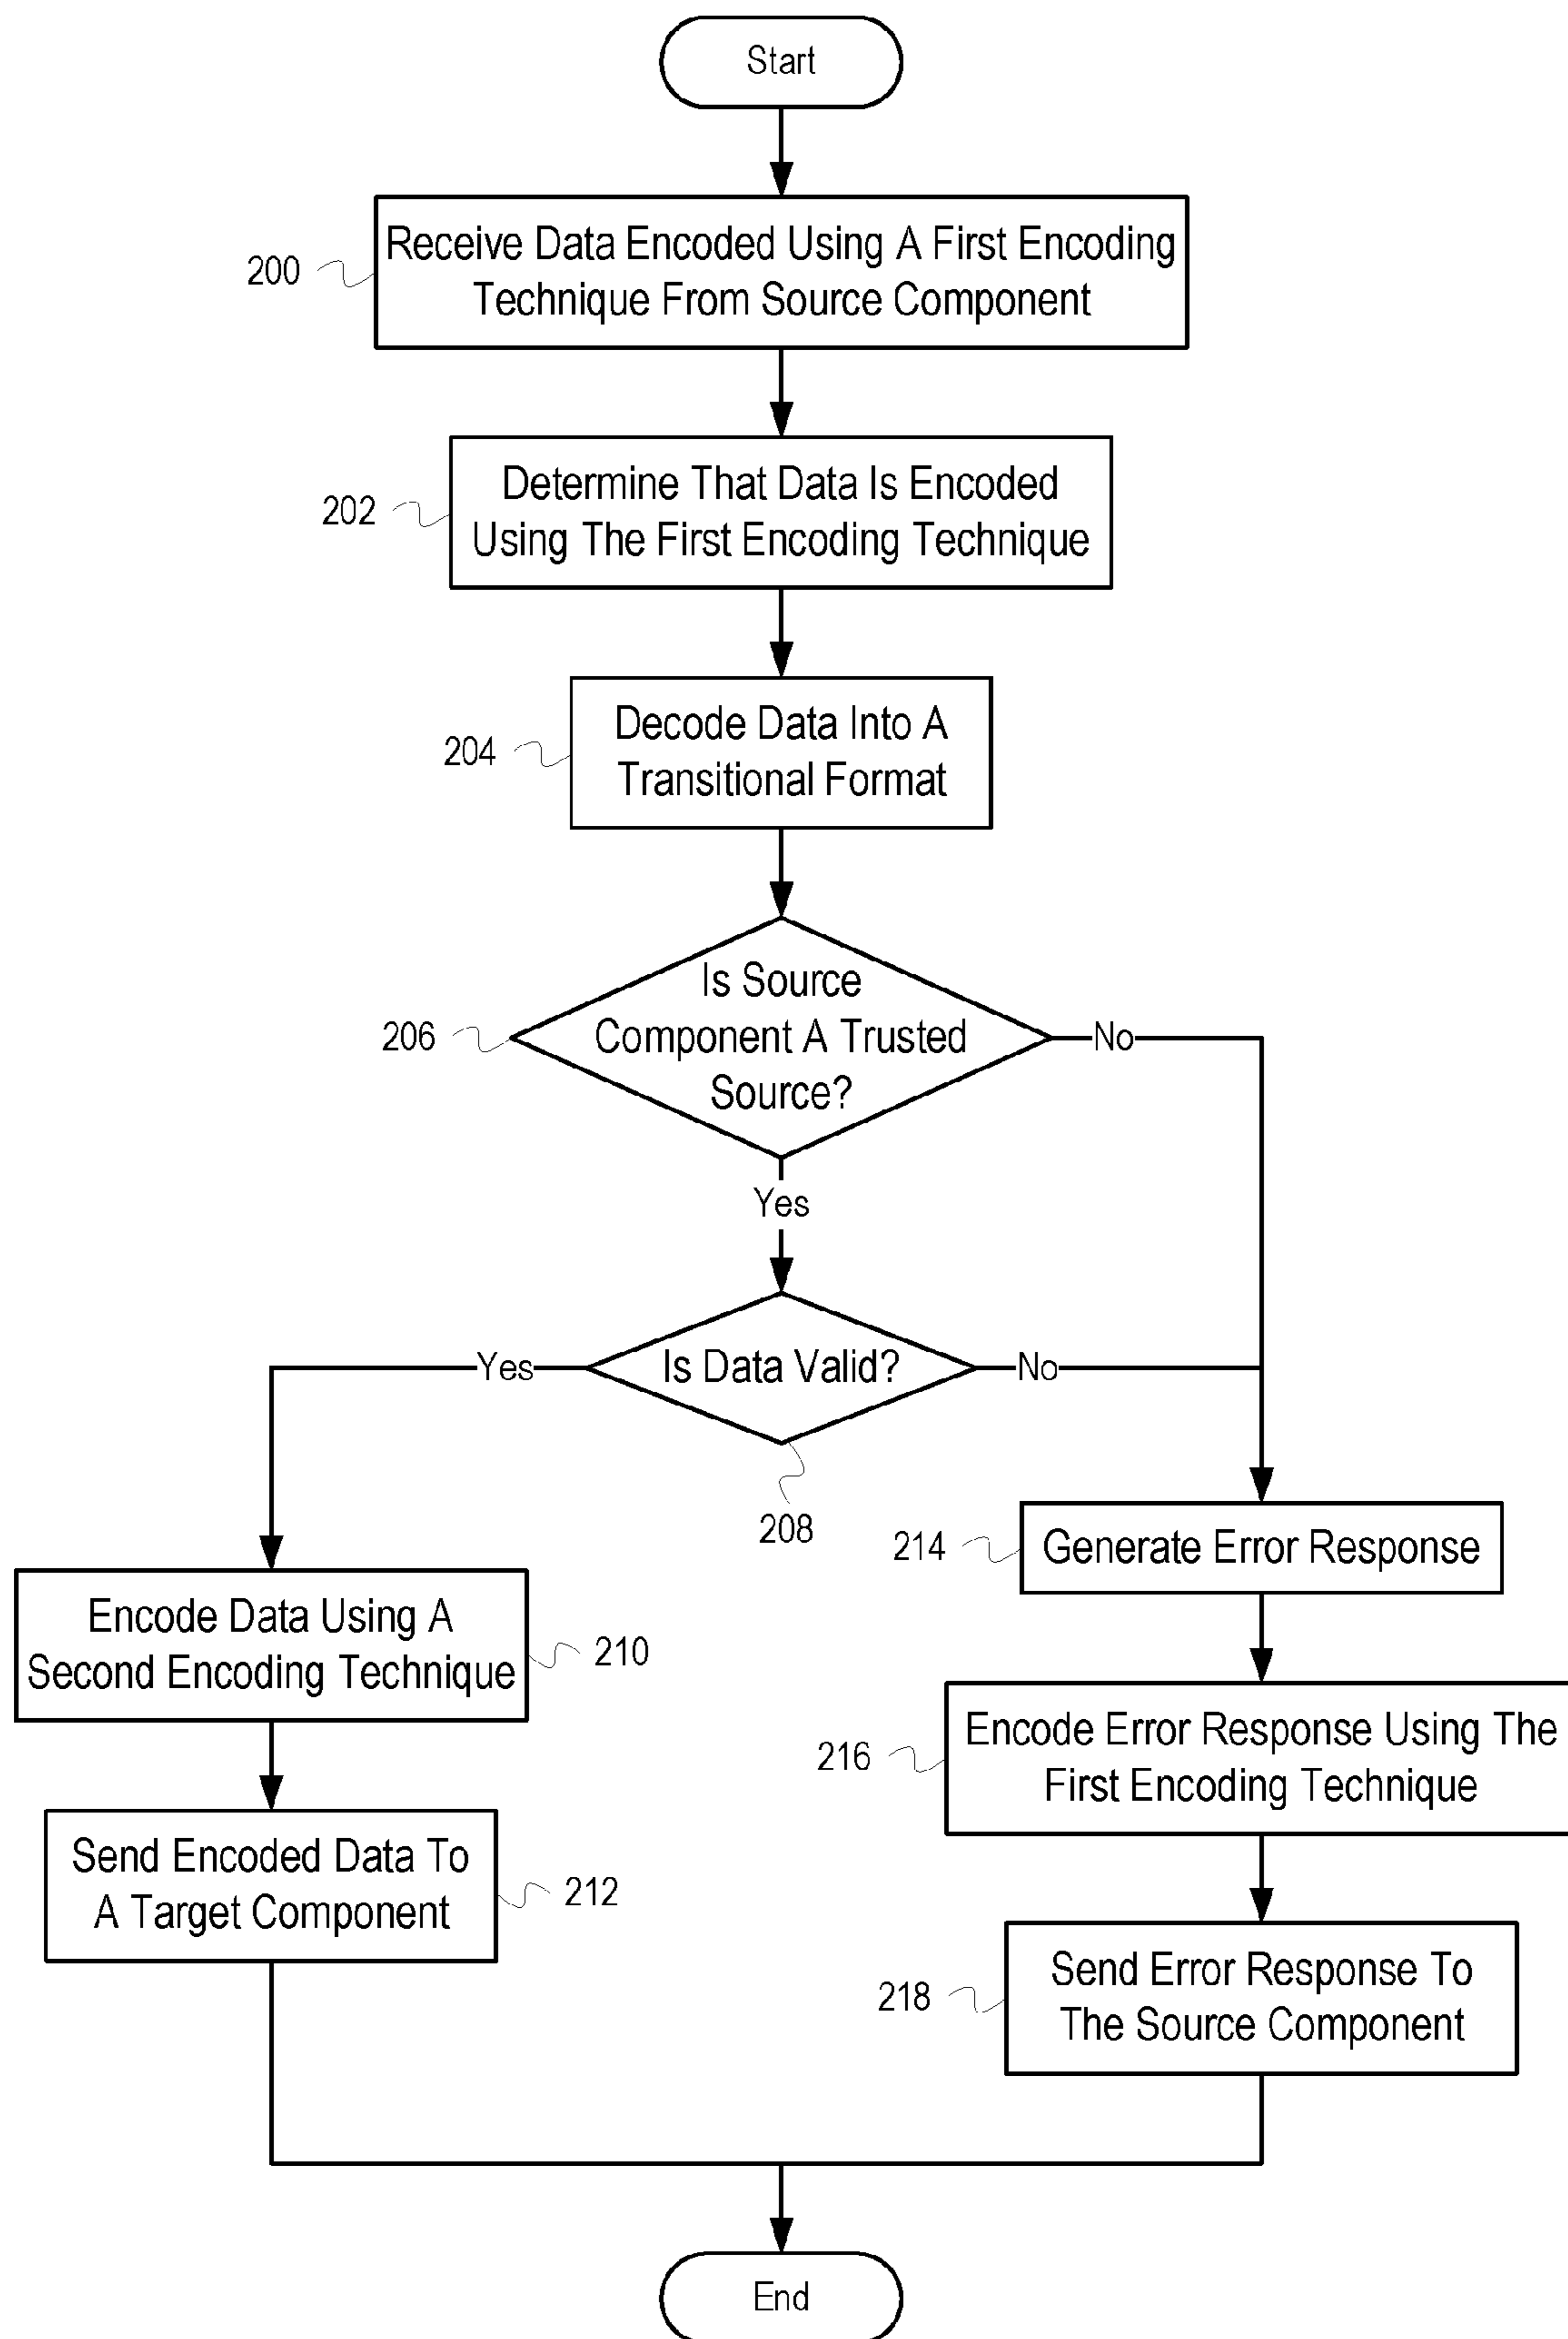 Start
Receive Data Encoded Using A First Encoding
Technique From Source Component
200
Determine That Data Is Encoded
Using The First Encoding Technique
202
Decode Data Into A
Transitional Format
204
Is Source
Component A Trusted
Source?
206
No
Yes
Is Data Valid?
Yes
No
208
Encode Data Using A
Second Encoding Technique
210
Send Encoded Data To
A Target Component
212
214
Generate Error Response
216
Encode Error Response Using The
First Encoding Technique
218
Send Error Response To
The Source Component
End